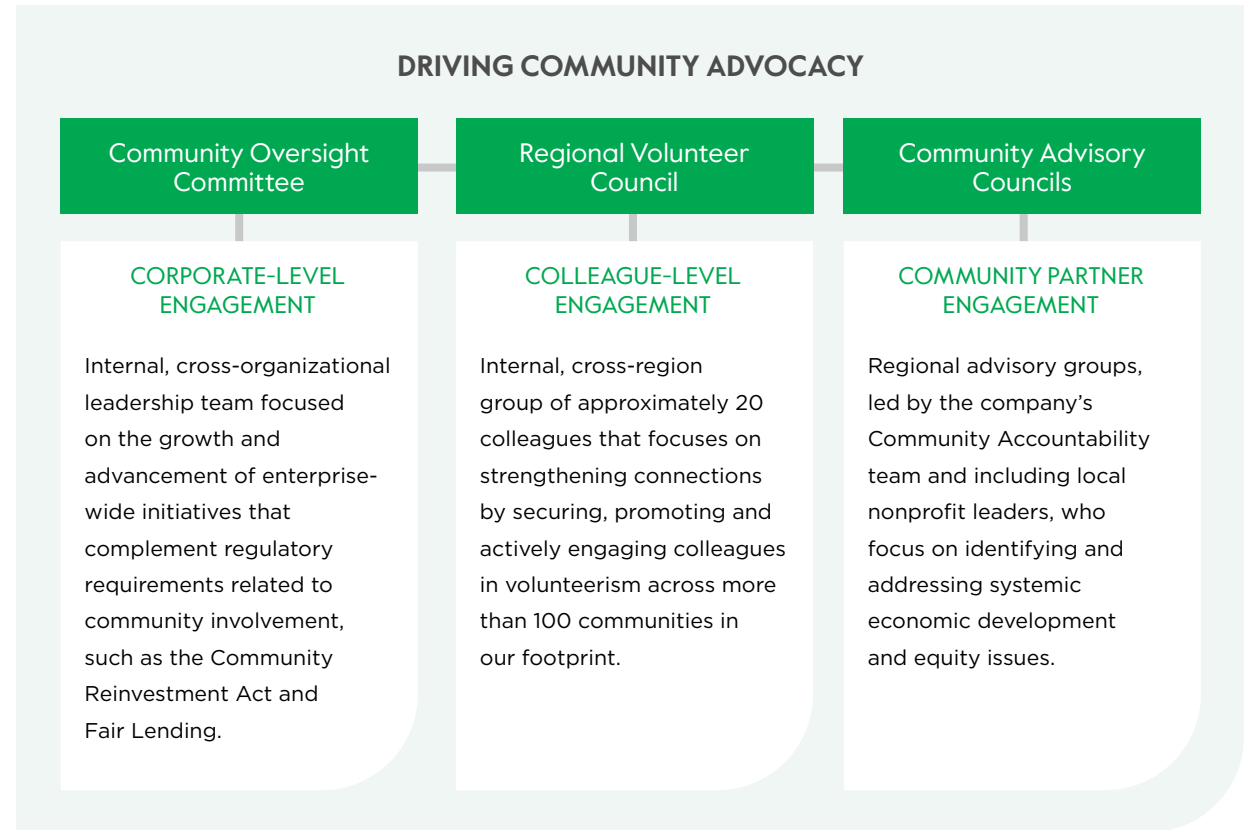 DRIVING COMMUNITY ADVOCACY
Community Oversight
Committee
CORPORATE-LEVEL
ENGAGEMENT
Internal, cross-organizational
leadership team focused
on the growth and
advancement of enterprise-
wide initiatives that
complement regulatory
requirements related to
community involvement,
such as the Community
Reinvestment Act and
Fair Lending.
Regional Volunteer
Council
COLLEAGUE-LEVEL
ENGAGEMENT
Internal, cross-region
group of approximately 20
colleagues that focuses on
strengthening connections
by securing, promoting and
actively engaging colleagues
in volunteerism across more
than 100 communities in
our footprint.
Community Advisory
Councils
COMMUNITY PARTNER
ENGAGEMENT
Regional advisory groups,
led by the company’s
Community Accountability
team and including local
nonprofit leaders, who
focus on identifying and
addressing systemic
economic development
and equity issues.